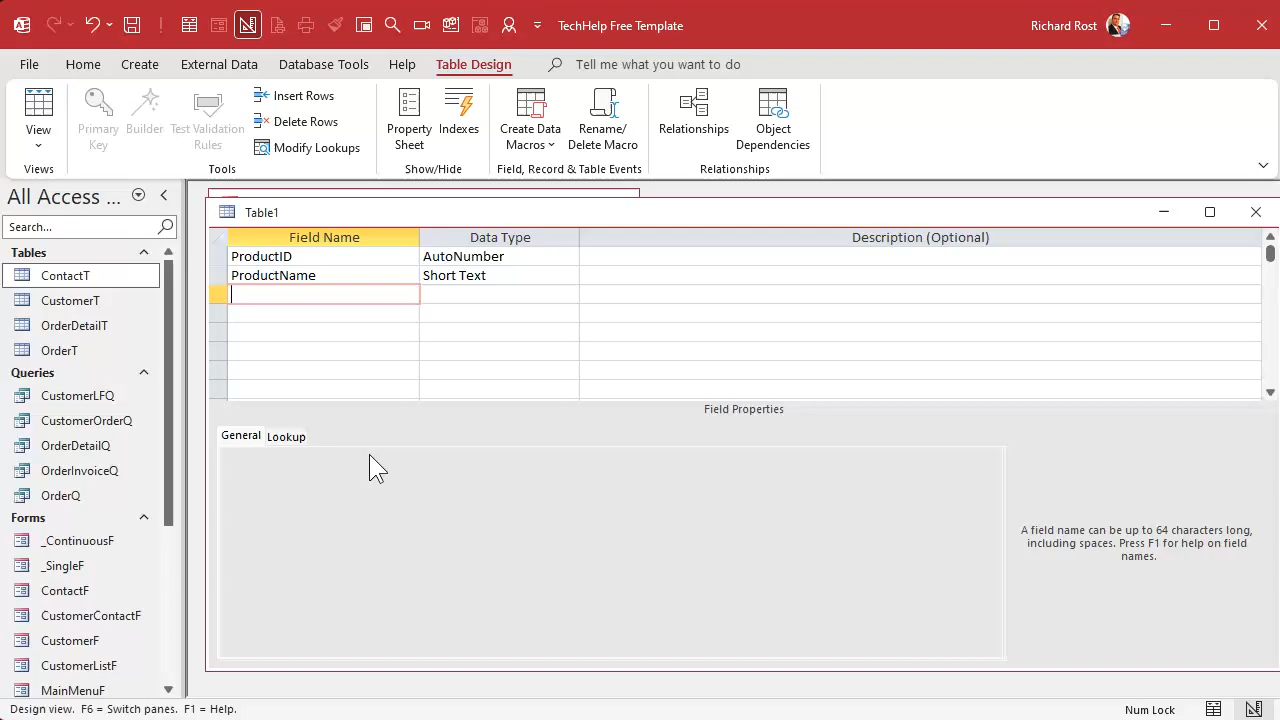 TechHelp Free Template
Richard Rost
File
Home
Create
External Data
Database Tools
Help
Table Design
Tell me what you want to do
View
Primary Key
Builder
Test Validation Rules
Insert Rows
Delete Rows
Modify Lookups
Property Sheet
Indexes
Create Data Macros
Rename/ Delete Macro
Relationships
Object Dependencies
Views
Tools
Show/Hide
Field, Record & Table Events
Relationships
All Access ...
Search...
Tables
ContactT
CustomerT
OrderDetailT
OrderT
Queries
CustomerLFQ
CustomerOrderQ
OrderDetailQ
OrderInvoiceQ
OrderQ
Forms
_ContinuousF
_SingleF
ContactF
CustomerContactF
CustomerF
CustomerListF
MainMenuF
Table1
Field Name
Data Type
Description (Optional)
ProductID
AutoNumber
ProductName
Short Text
Field Properties
General
Lookup
A field name can be up to 64 characters long,
including spaces. Press F1 for help on field
names.
Design view. F6 = Switch panes. F1 = Help.
Num Lock